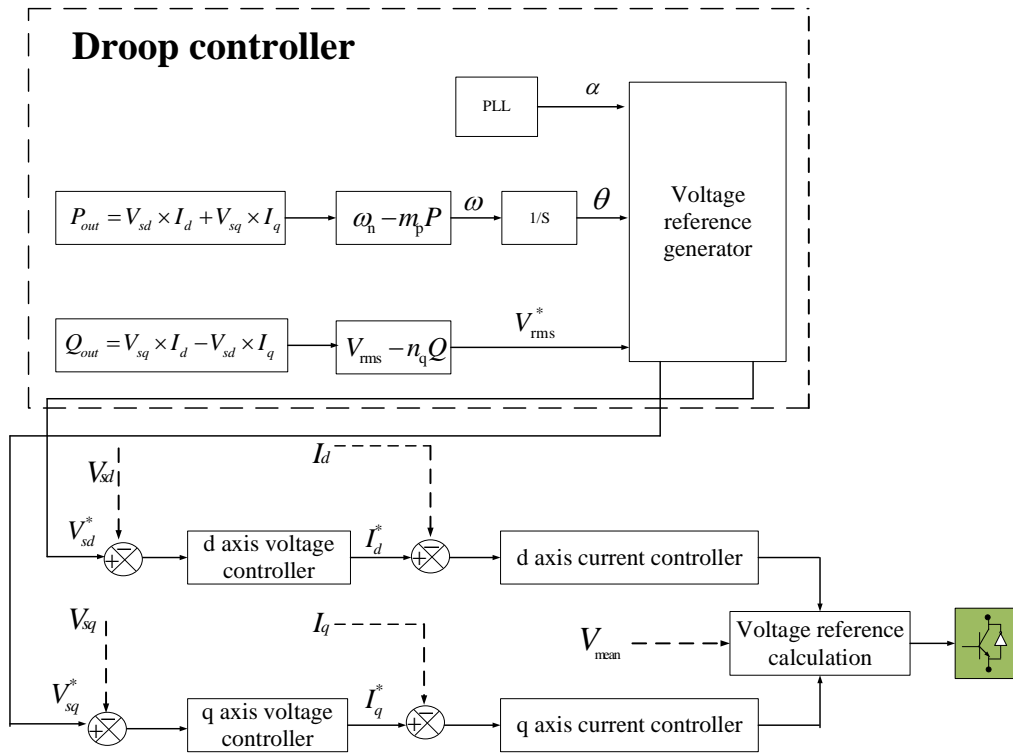 Droop controller
PLL
α
P_out = V_sd × I_d + V_sq × I_q
ω_n − m_p P
ω
1/S
θ
Voltage
reference
generator
Q_out = V_sq × I_d − V_sd × I_q
V_rms − n_q Q
V*_rms
V_sd
I_d
V*_sd
+ −
d axis voltage
controller
I*_d
+ −
d axis current controller
V_sq
I_q
V_mean
Voltage reference
calculation
V*_sq
+ −
q axis voltage
controller
I*_q
+ −
q axis current controller